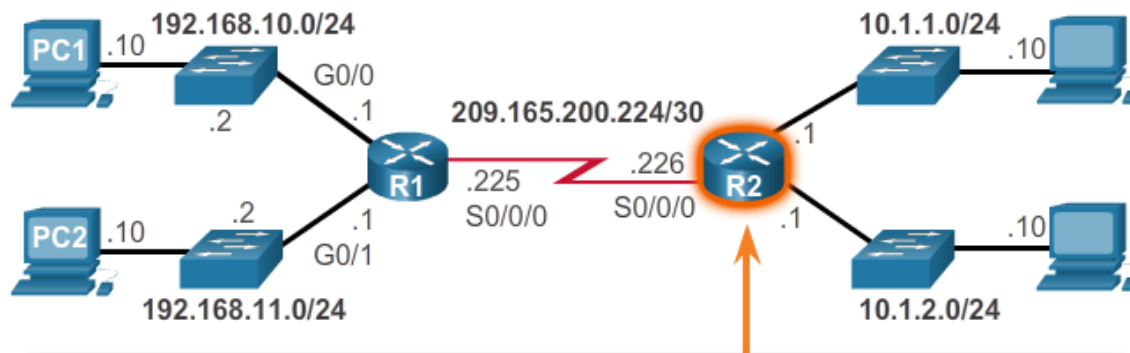 192.168.10.0/24
10.1.1.0/24
PC1
.10
.10
G0/0
.2
.1
209.165.200.224/30
.1
R1
.225
.226
R2
S0/0/0
S0/0/0
PC2
.10
.2
.1
G0/1
.1
.10
192.168.11.0/24
10.1.2.0/24